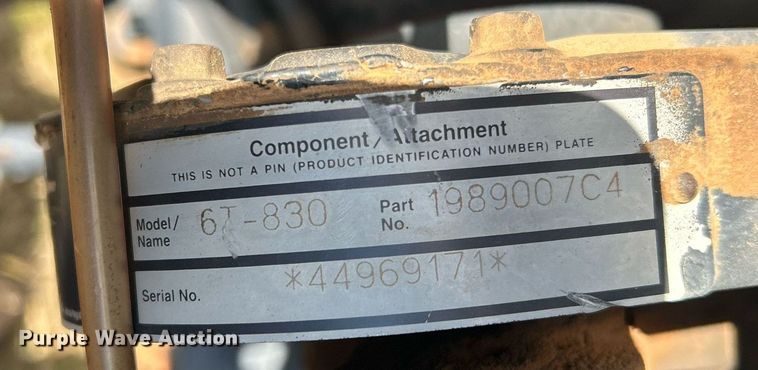 Component/Attachment
THIS IS NOT A PIN (PRODUCT IDENTIFICATION NUMBER) PLATE
Model/ Name 6T-830 Part No. 1989007C4
Serial No. *44969171*
Purple Wave Auction